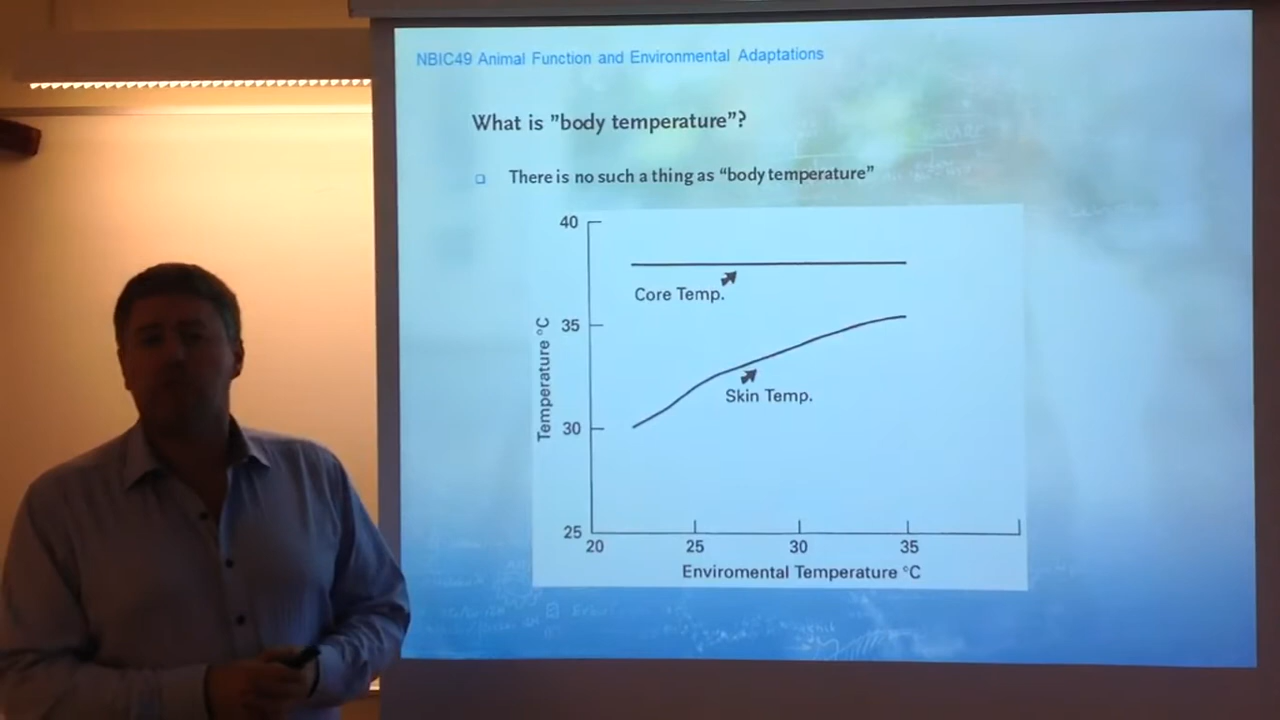 NBIC49 Animal Function and Environmental Adaptations
What is ”body temperature”?
There is no such a thing as “body temperature”
40
Core Temp.
35
Temperature °C
Skin Temp.
30
25
20 25 30 35
Enviromental Temperature °C